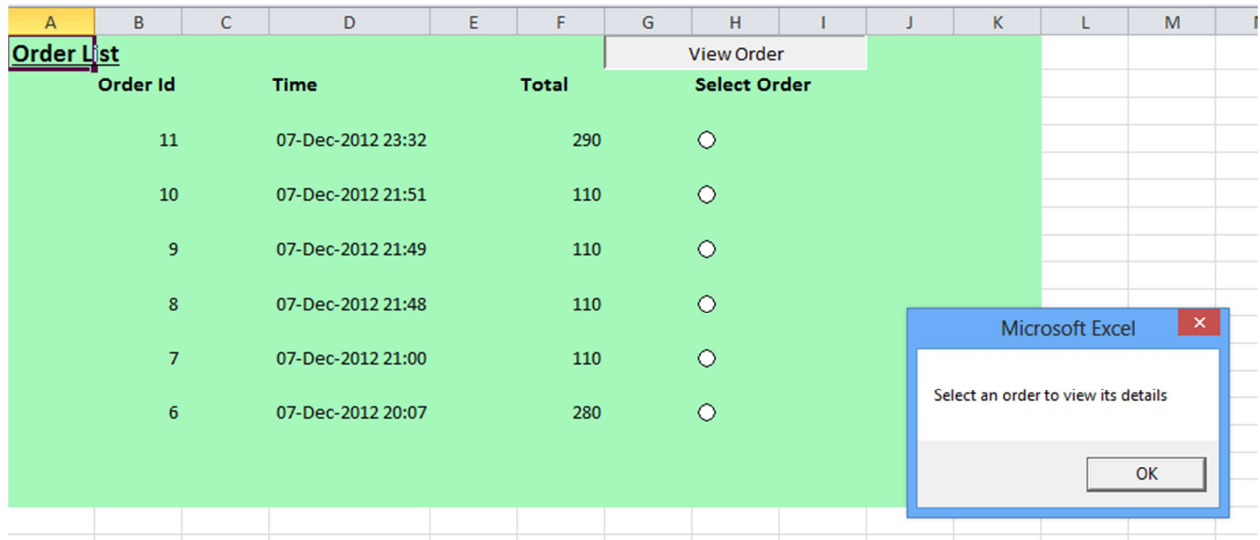 A B C D E F G H I J K L M
Order List View Order
Order Id Time Total Select Order
11 07-Dec-2012 23:32 290
10 07-Dec-2012 21:51 110
9 07-Dec-2012 21:49 110
8 07-Dec-2012 21:48 110
7 07-Dec-2012 21:00 110
6 07-Dec-2012 20:07 280
Microsoft Excel
Select an order to view its details
OK